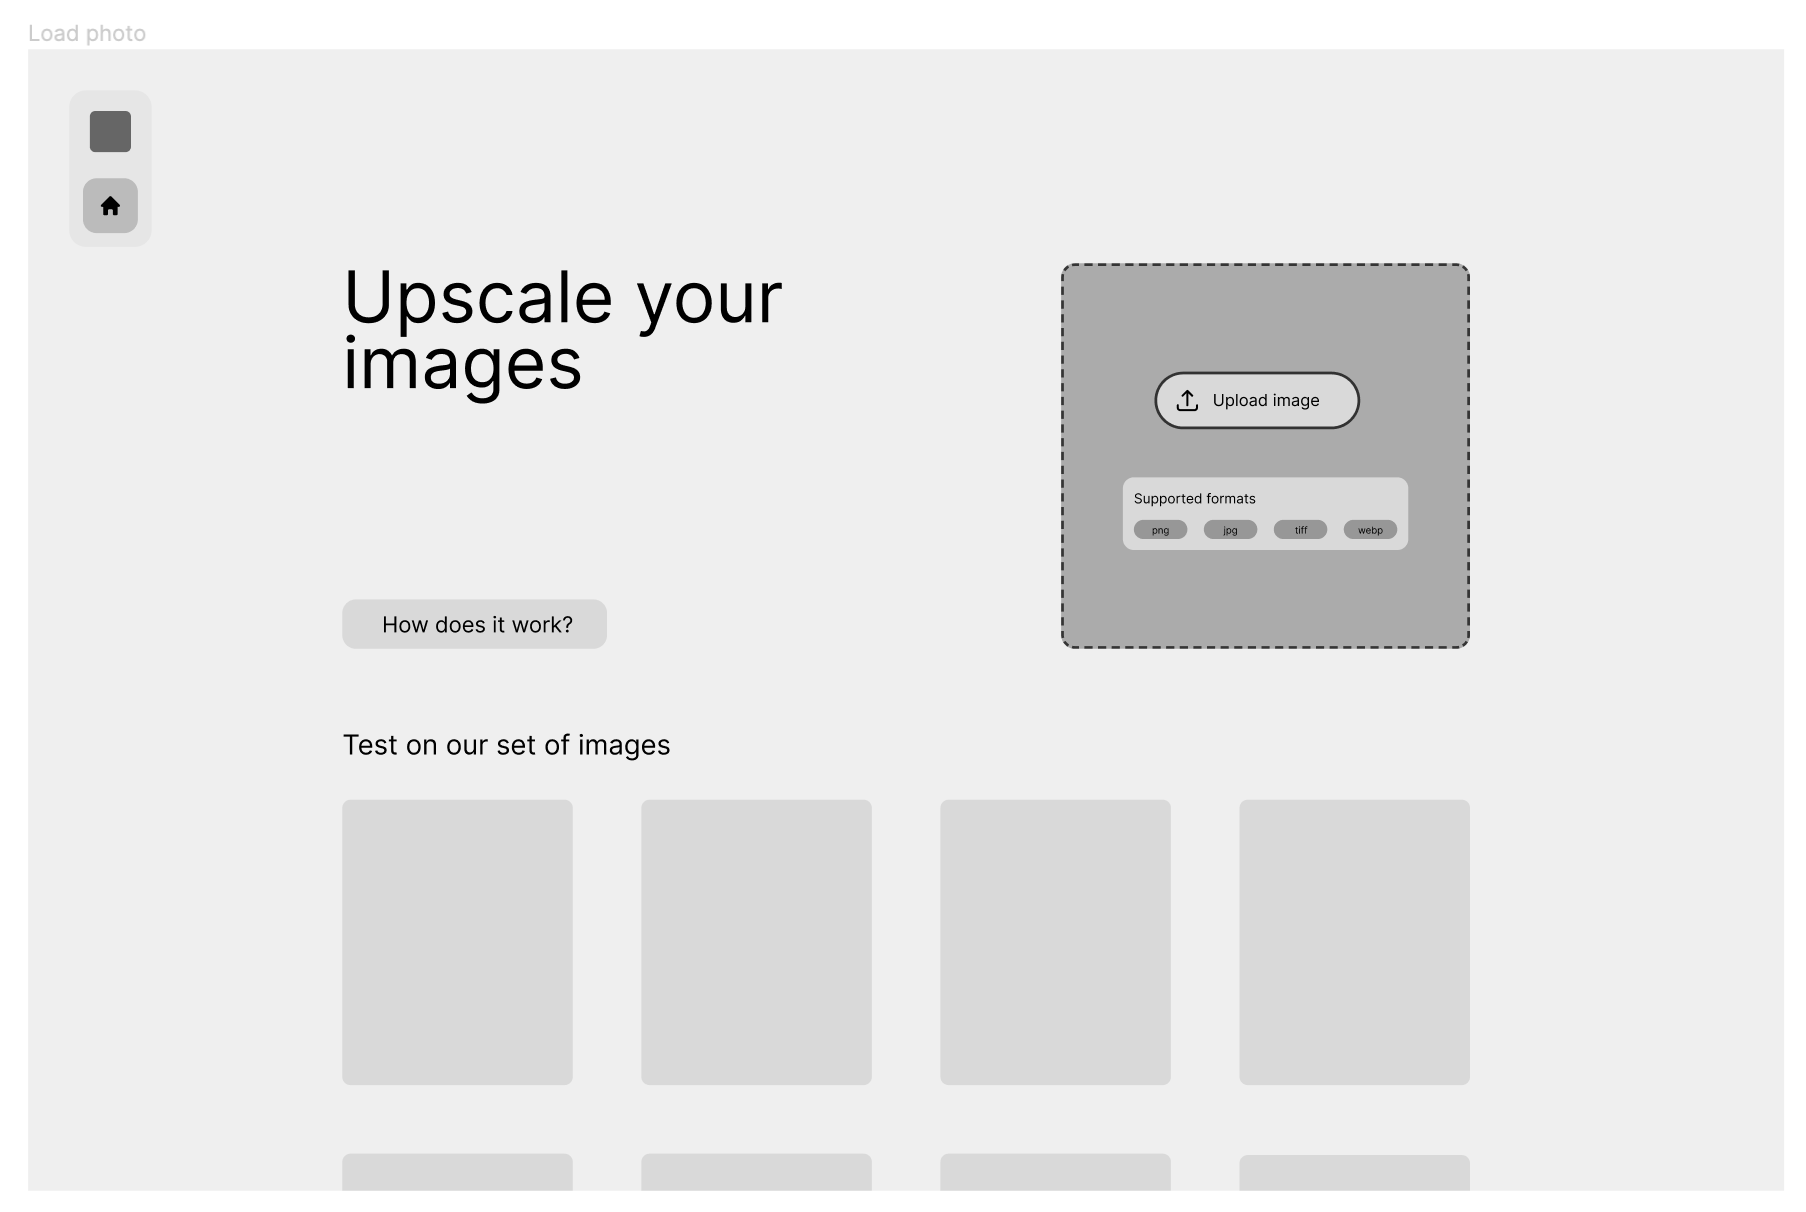 Load photo
Upscale your
images
Upload image
Supported formats
png jpg tiff webp
How does it work?
Test on our set of images